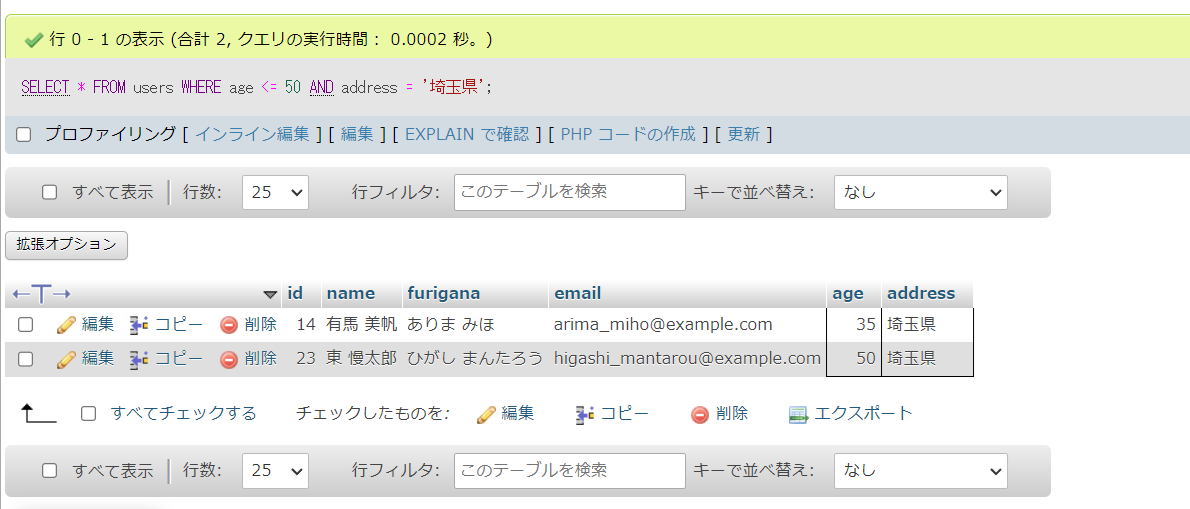 行 0 - 1 の表示 (合計 2, クエリの実行時間： 0.0002 秒。)
SELECT * FROM users WHERE age <= 50 AND address = '埼玉県';
プロファイリング [ インライン編集 ] [ 編集 ] [ EXPLAIN で確認 ] [ PHP コードの作成 ] [ 更新 ]
すべて表示 行数: 25 行フィルタ: このテーブルを検索 キーで並べ替え: なし
拡張オプション
←T→ id name furigana email age address
編集 コピー 削除 14 有馬 美帆 ありま みほ arima_miho@example.com 35 埼玉県
編集 コピー 削除 23 東 慢太郎 ひがし まんたろう higashi_mantarou@example.com 50 埼玉県
すべてチェックする チェックしたものを: 編集 コピー 削除 エクスポート
すべて表示 行数: 25 行フィルタ: このテーブルを検索 キーで並べ替え: なし